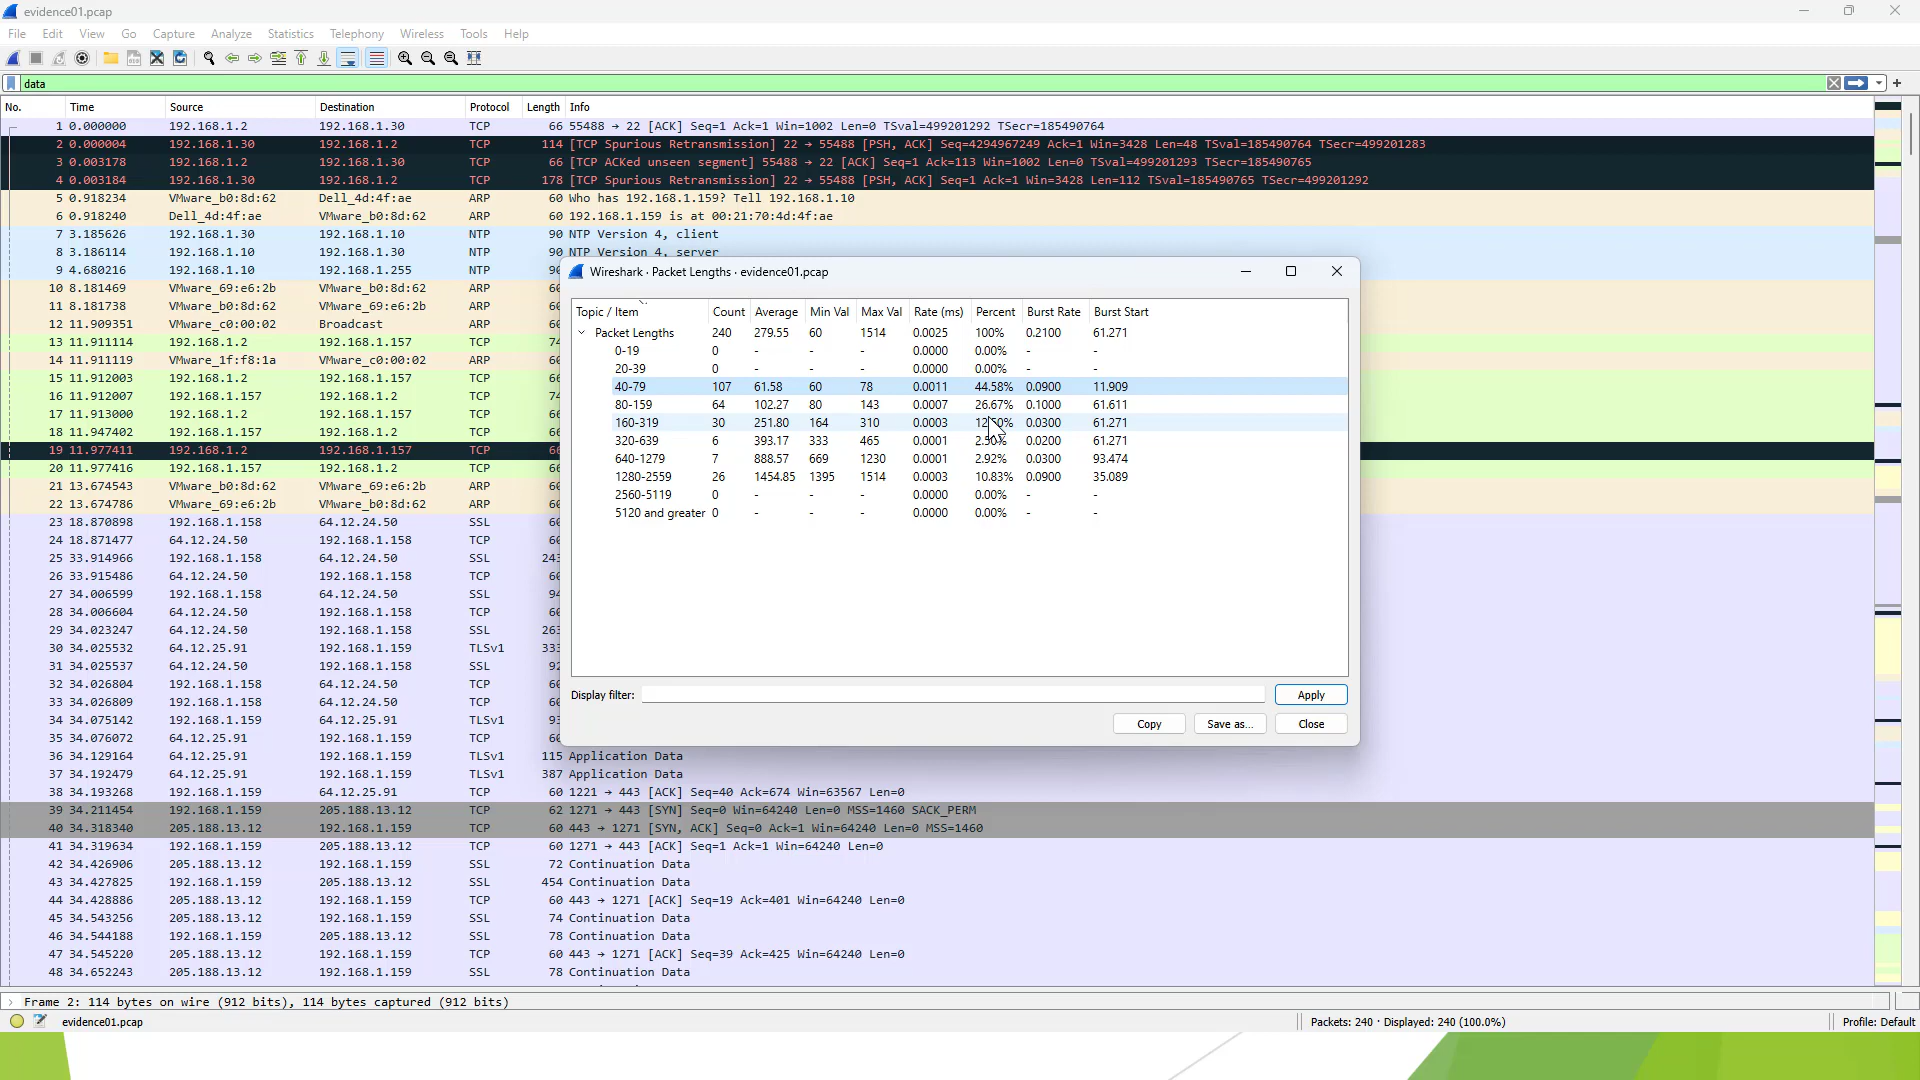 evidence01.pcap
File Edit View Go Capture Analyze Statistics Telephony Wireless Tools Help
data
No. Time Source Destination Protocol Length Info
1 0.000000 192.168.1.2 192.168.1.30 TCP 66 55488 → 22 [ACK] Seq=1 Ack=1 Win=1002 Len=0 TSval=499201292 TSecr=185490764
2 0.000004 192.168.1.30 192.168.1.2 TCP 114 [TCP Spurious Retransmission] 22 → 55488 [PSH, ACK] Seq=4294967249 Ack=1 Win=3428 Len=48 TSval=185490764 TSecr=499201283
3 0.003178 192.168.1.2 192.168.1.30 TCP 66 [TCP ACKed unseen segment] 55488 → 22 [ACK] Seq=1 Ack=113 Win=1002 Len=0 TSval=499201293 TSecr=185490765
4 0.003184 192.168.1.30 192.168.1.2 TCP 178 [TCP Spurious Retransmission] 22 → 55488 [PSH, ACK] Seq=1 Ack=1 Win=3428 Len=112 TSval=185490765 TSecr=499201292
5 0.918234 VMware_b0:8d:62 Dell_4d:4f:ae ARP 60 Who has 192.168.1.159? Tell 192.168.1.10
6 0.918240 Dell_4d:4f:ae VMware_b0:8d:62 ARP 60 192.168.1.159 is at 00:21:70:4d:4f:ae
7 3.185626 192.168.1.30 192.168.1.10 NTP 90 NTP Version 4, client
8 3.186114 192.168.1.10 192.168.1.30 NTP 90 NTP Version 4, server
9 4.680216 192.168.1.10 192.168.1.255 NTP
10 8.181469 VMware_69:e6:2b VMware_b0:8d:62 ARP
11 8.181738 VMware_b0:8d:62 VMware_69:e6:2b ARP
12 11.909351 VMware_c0:00:02 Broadcast ARP
13 11.911114 192.168.1.2 192.168.1.157 TCP
14 11.911119 VMware_1f:f8:1a VMware_c0:00:02 ARP
15 11.912003 192.168.1.2 192.168.1.157 TCP
16 11.912007 192.168.1.157 192.168.1.2 TCP
17 11.913000 192.168.1.2 192.168.1.157 TCP
18 11.947402 192.168.1.157 192.168.1.2 TCP
19 11.977411 192.168.1.2 192.168.1.157 TCP
20 11.977416 192.168.1.157 192.168.1.2 TCP
21 13.674543 VMware_b0:8d:62 VMware_69:e6:2b ARP
22 13.674786 VMware_69:e6:2b VMware_b0:8d:62 ARP
23 18.870898 192.168.1.158 64.12.24.50 SSL
24 18.871477 64.12.24.50 192.168.1.158 TCP
25 33.914966 192.168.1.158 64.12.24.50 SSL 243
26 33.915486 64.12.24.50 192.168.1.158 TCP
27 34.006599 192.168.1.158 64.12.24.50 SSL
28 34.006604 64.12.24.50 192.168.1.158 TCP
29 34.023247 64.12.24.50 192.168.1.158 SSL 263
30 34.025532 64.12.25.91 192.168.1.159 TLSv1 333
31 34.025537 64.12.24.50 192.168.1.158 SSL
32 34.026804 192.168.1.158 64.12.24.50 TCP
33 34.026809 192.168.1.158 64.12.24.50 TCP
34 34.075142 192.168.1.159 64.12.25.91 TLSv1
35 34.076072 64.12.25.91 192.168.1.159 TCP
36 34.129164 64.12.25.91 192.168.1.159 TLSv1 115 Application Data
37 34.192479 64.12.25.91 192.168.1.159 TLSv1 387 Application Data
38 34.193268 192.168.1.159 64.12.25.91 TCP 60 1221 → 443 [ACK] Seq=40 Ack=674 Win=63567 Len=0
39 34.211454 192.168.1.159 205.188.13.12 TCP 62 1271 → 443 [SYN] Seq=0 Win=64240 Len=0 MSS=1460 SACK_PERM
40 34.318340 205.188.13.12 192.168.1.159 TCP 60 443 → 1271 [SYN, ACK] Seq=0 Ack=1 Win=64240 Len=0 MSS=1460
41 34.319634 192.168.1.159 205.188.13.12 TCP 60 1271 → 443 [ACK] Seq=1 Ack=1 Win=64240 Len=0
42 34.426906 205.188.13.12 192.168.1.159 SSL 72 Continuation Data
43 34.427825 192.168.1.159 205.188.13.12 SSL 454 Continuation Data
44 34.428886 205.188.13.12 192.168.1.159 TCP 60 443 → 1271 [ACK] Seq=19 Ack=401 Win=64240 Len=0
45 34.543256 205.188.13.12 192.168.1.159 SSL 74 Continuation Data
46 34.544188 192.168.1.159 205.188.13.12 SSL 78 Continuation Data
47 34.545220 205.188.13.12 192.168.1.159 TCP 60 443 → 1271 [ACK] Seq=39 Ack=425 Win=64240 Len=0
48 34.652243 205.188.13.12 192.168.1.159 SSL 78 Continuation Data
Wireshark · Packet Lengths · evidence01.pcap
Topic / Item Count Average Min Val Max Val Rate (ms) Percent Burst Rate Burst Start
Packet Lengths 240 279.55 60 1514 0.0025 100% 0.2100 61.271
0-19 0 - - - 0.0000 0.00% - -
20-39 0 - - - 0.0000 0.00% - -
40-79 107 61.58 60 78 0.0011 44.58% 0.0900 11.909
80-159 64 102.27 80 143 0.0007 26.67% 0.1000 61.611
160-319 30 251.80 164 310 0.0003 12.50% 0.0300 61.271
320-639 6 393.17 333 465 0.0001 2.50% 0.0200 61.271
640-1279 7 888.57 669 1230 0.0001 2.92% 0.0300 93.474
1280-2559 26 1454.85 1395 1514 0.0003 10.83% 0.0900 35.089
2560-5119 0 - - - 0.0000 0.00% - -
5120 and greater 0 - - - 0.0000 0.00% - -
Display filter:
Apply
Copy Save as... Close
Frame 2: 114 bytes on wire (912 bits), 114 bytes captured (912 bits)
evidence01.pcap Packets: 240 · Displayed: 240 (100.0%) Profile: Default